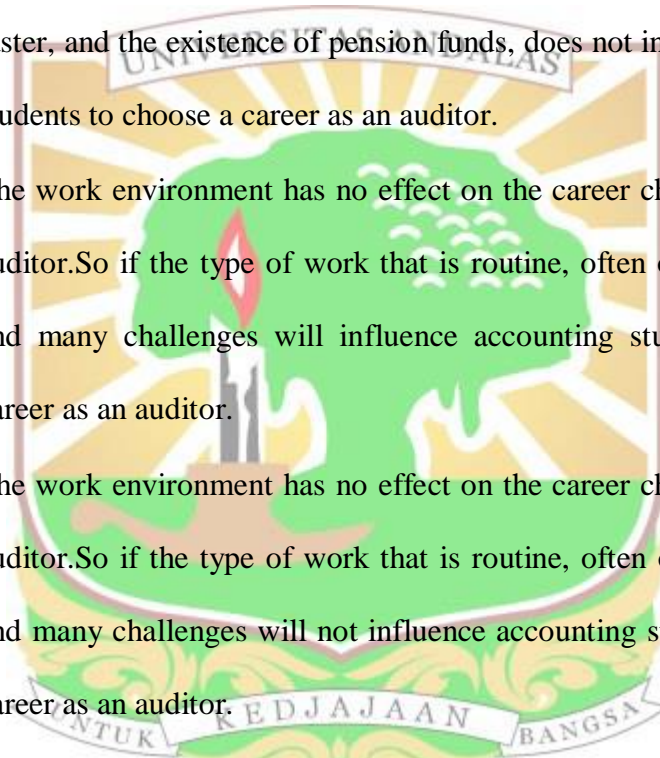 aster, and the existence of pension funds, does not in
UNIVERSITAS ANDALAS
tudents to choose a career as an auditor.
he work environment has no effect on the career ch
uditor.So if the type of work that is routine, often
nd many challenges will influence accounting stu
areer as an auditor.
he work environment has no effect on the career ch
uditor.So if the type of work that is routine, often
nd many challenges will not influence accounting s
areer as an auditor.
UNTUK KEDJAJAAN BANGSA